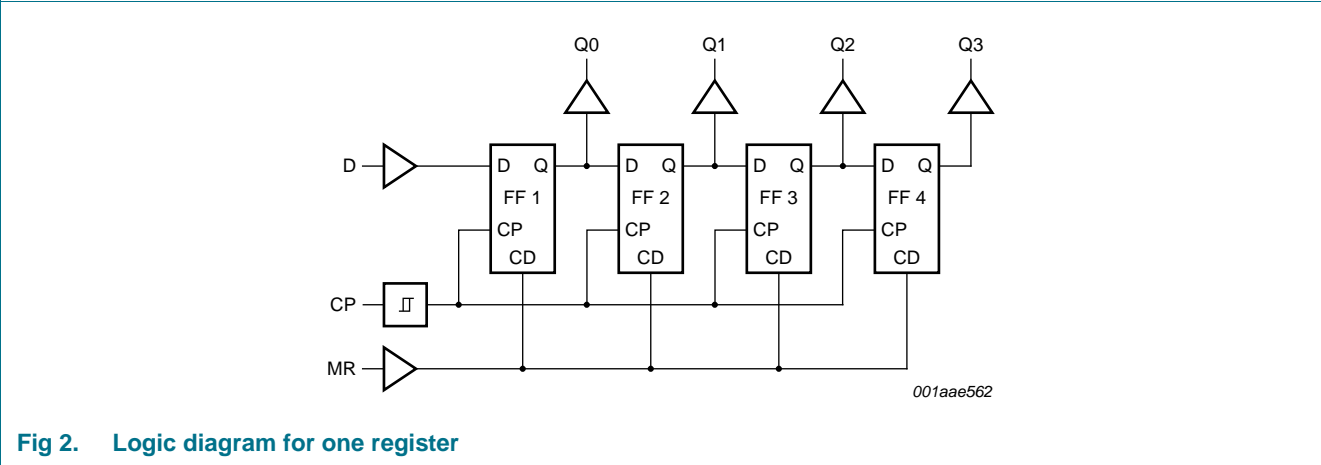 Q0 Q1 Q2 Q3
D D Q D Q D Q D Q
FF 1 FF 2 FF 3 FF 4
CP CP CP CP
CD CD CD CD
CP
MR
001aae562
Fig 2. Logic diagram for one register